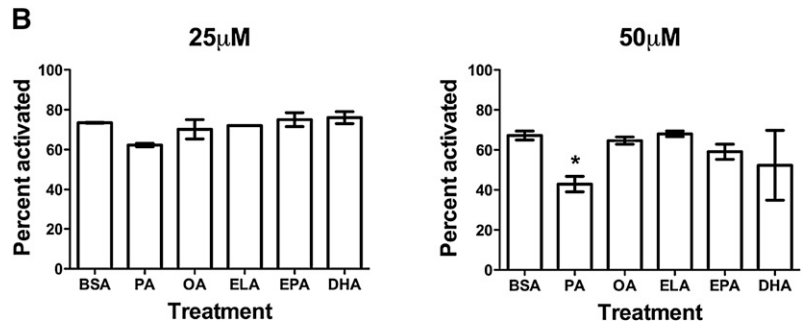 B
25µM
Percent activated
100
80
60
40
20
0
BSA PA OA ELA EPA DHA
Treatment
50µM
Percent activated
100
80
60
40
20
0
*
BSA PA OA ELA EPA DHA
Treatment